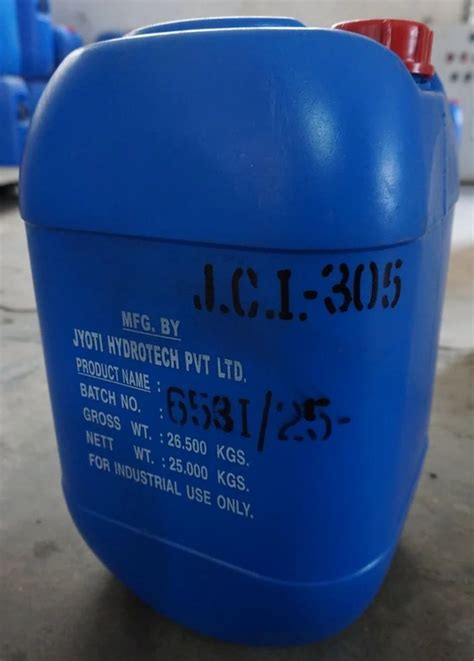 J.C.I.-305
MFG. BY
JYOTI HYDROTECH PVT LTD.
PRODUCT NAME :
BATCH NO. : 6531/25-
GROSS WT. : 26.500 KGS.
NETT WT. : 25.000 KGS.
FOR INDUSTRIAL USE ONLY.